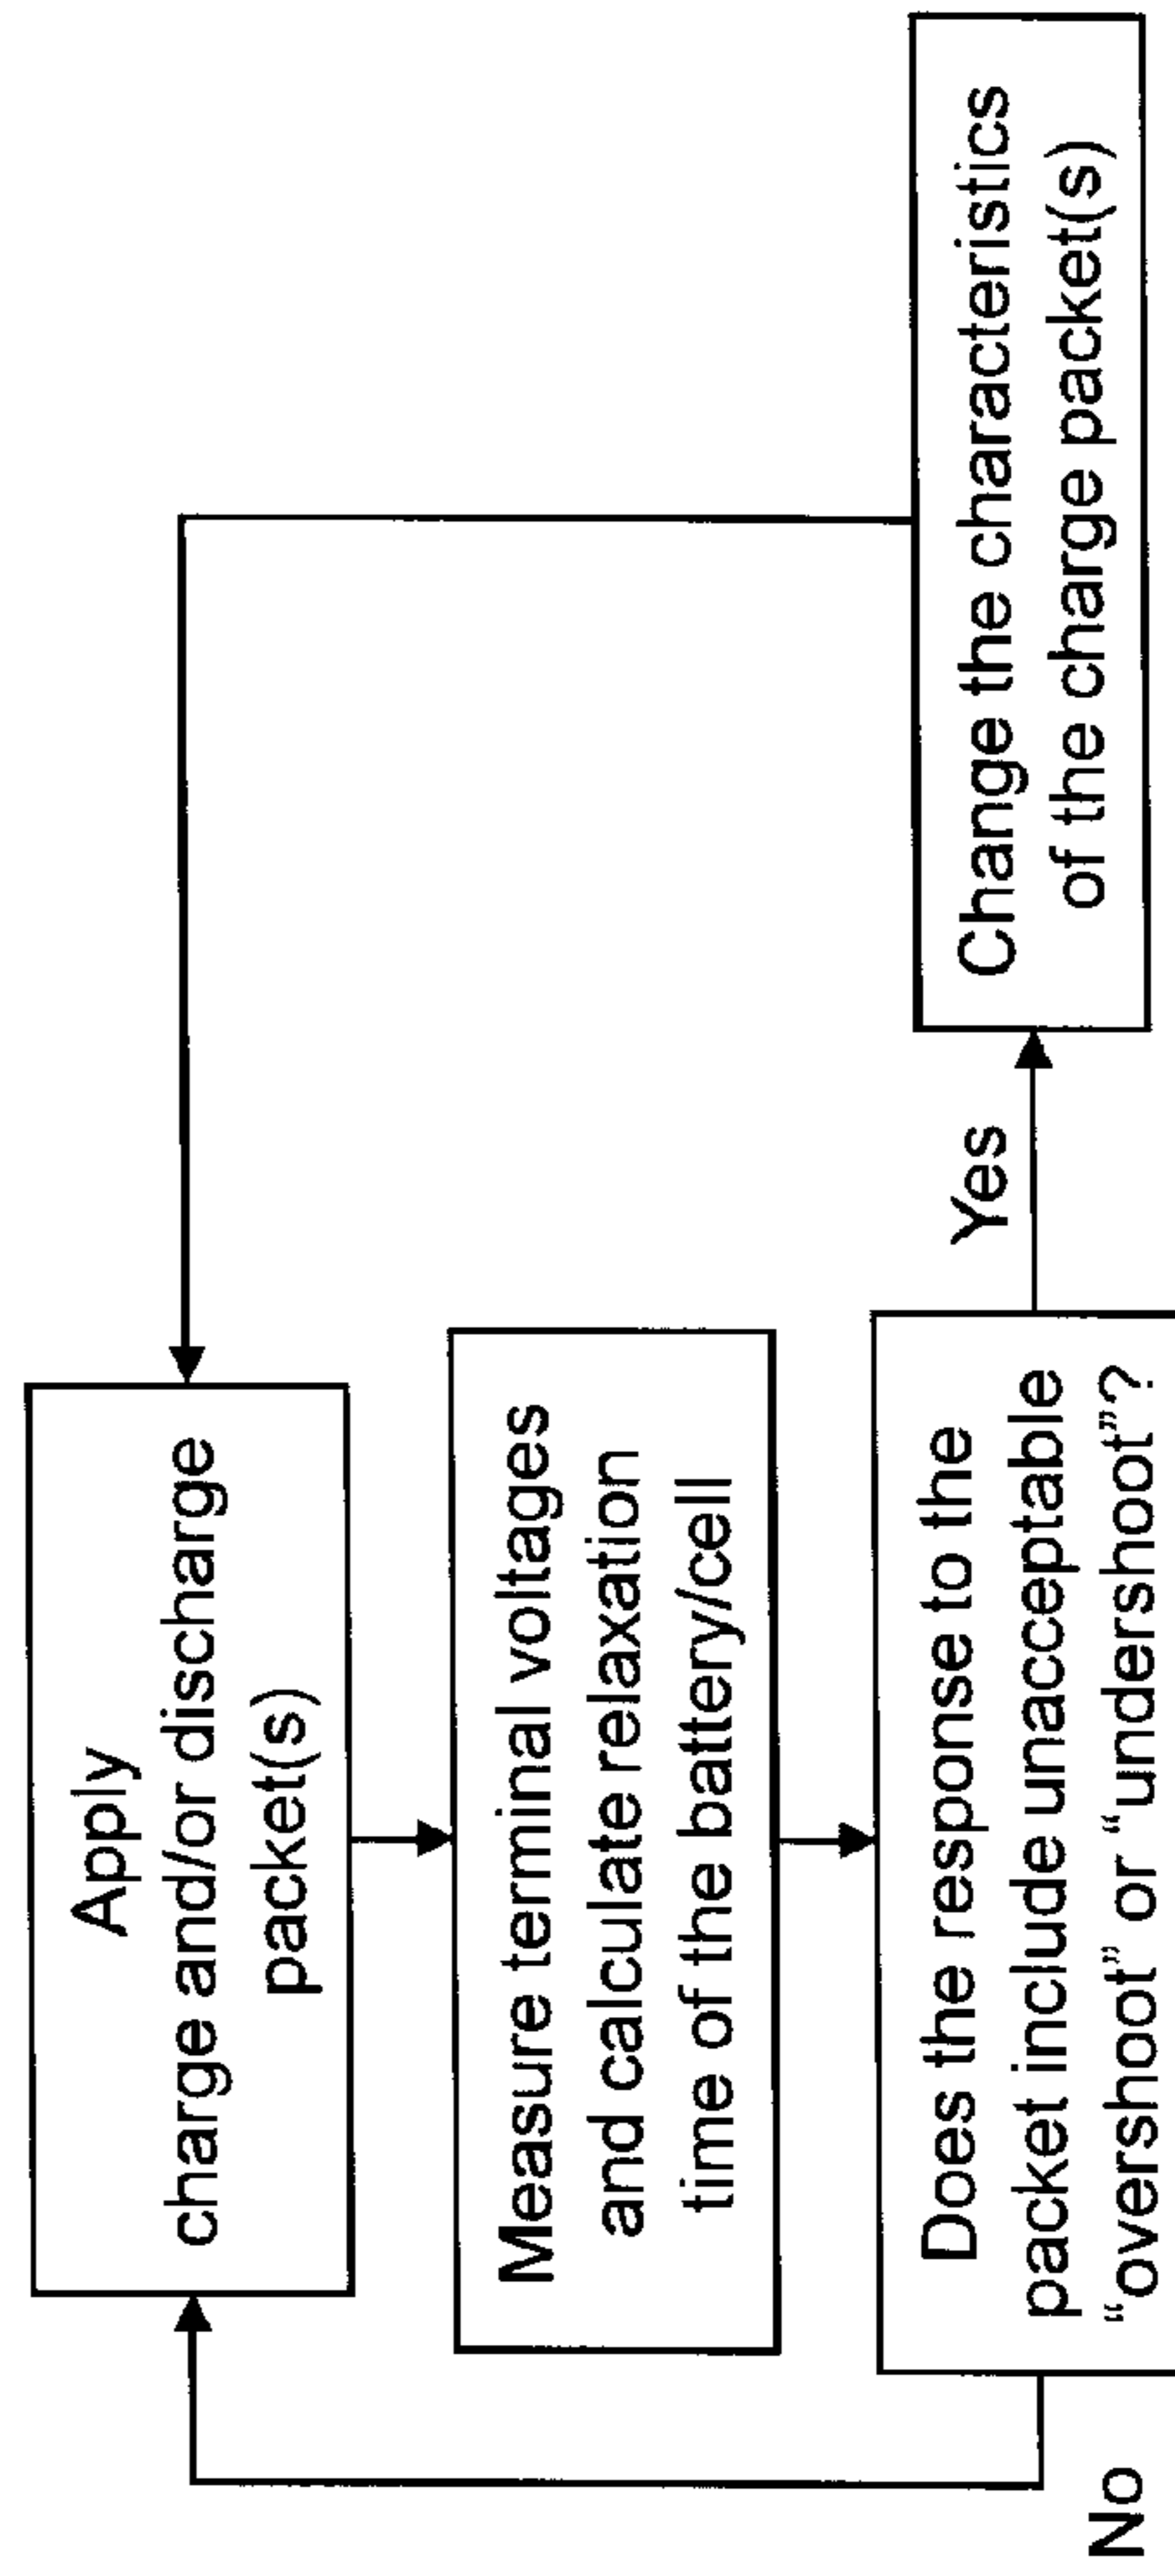 Apply
charge and/or discharge
packet(s)
Measure terminal voltages
and calculate relaxation
time of the battery/cell
Does the response to the
packet include unacceptable
“overshoot” or “undershoot”?
Yes
Change the characteristics
of the charge packet(s)
No